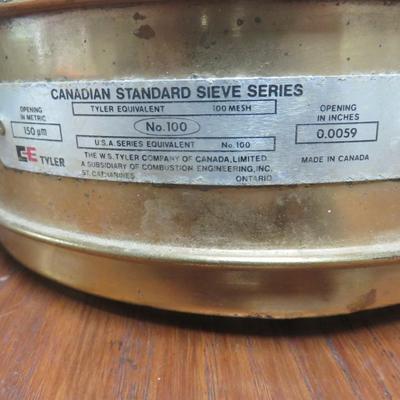 CANADIAN STANDARD SIEVE SERIES
OPENING
IN METRIC
150 µm
TYLER EQUIVALENT 100 MESH
No.100
U.S.A. SERIES EQUIVALENT No. 100
OPENING
IN INCHES
0.0059
CE TYLER
THE W.S. TYLER COMPANY OF CANADA, LIMITED
A SUBSIDIARY OF COMBUSTION ENGINEERING, INC.
ST. CATHARINES ONTARIO
MADE IN CANADA